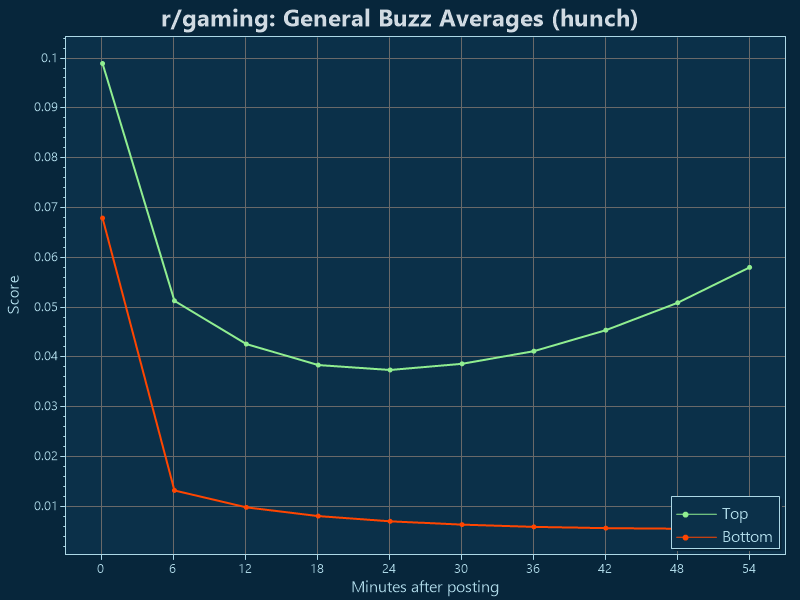 r/gaming: General Buzz Averages (hunch)
0.1
0.09
0.08
0.07
0.06
0.05
0.04
0.03
0.02
0.01
Score
Top
Bottom
0 6 12 18 24 30 36 42 48 54
Minutes after posting